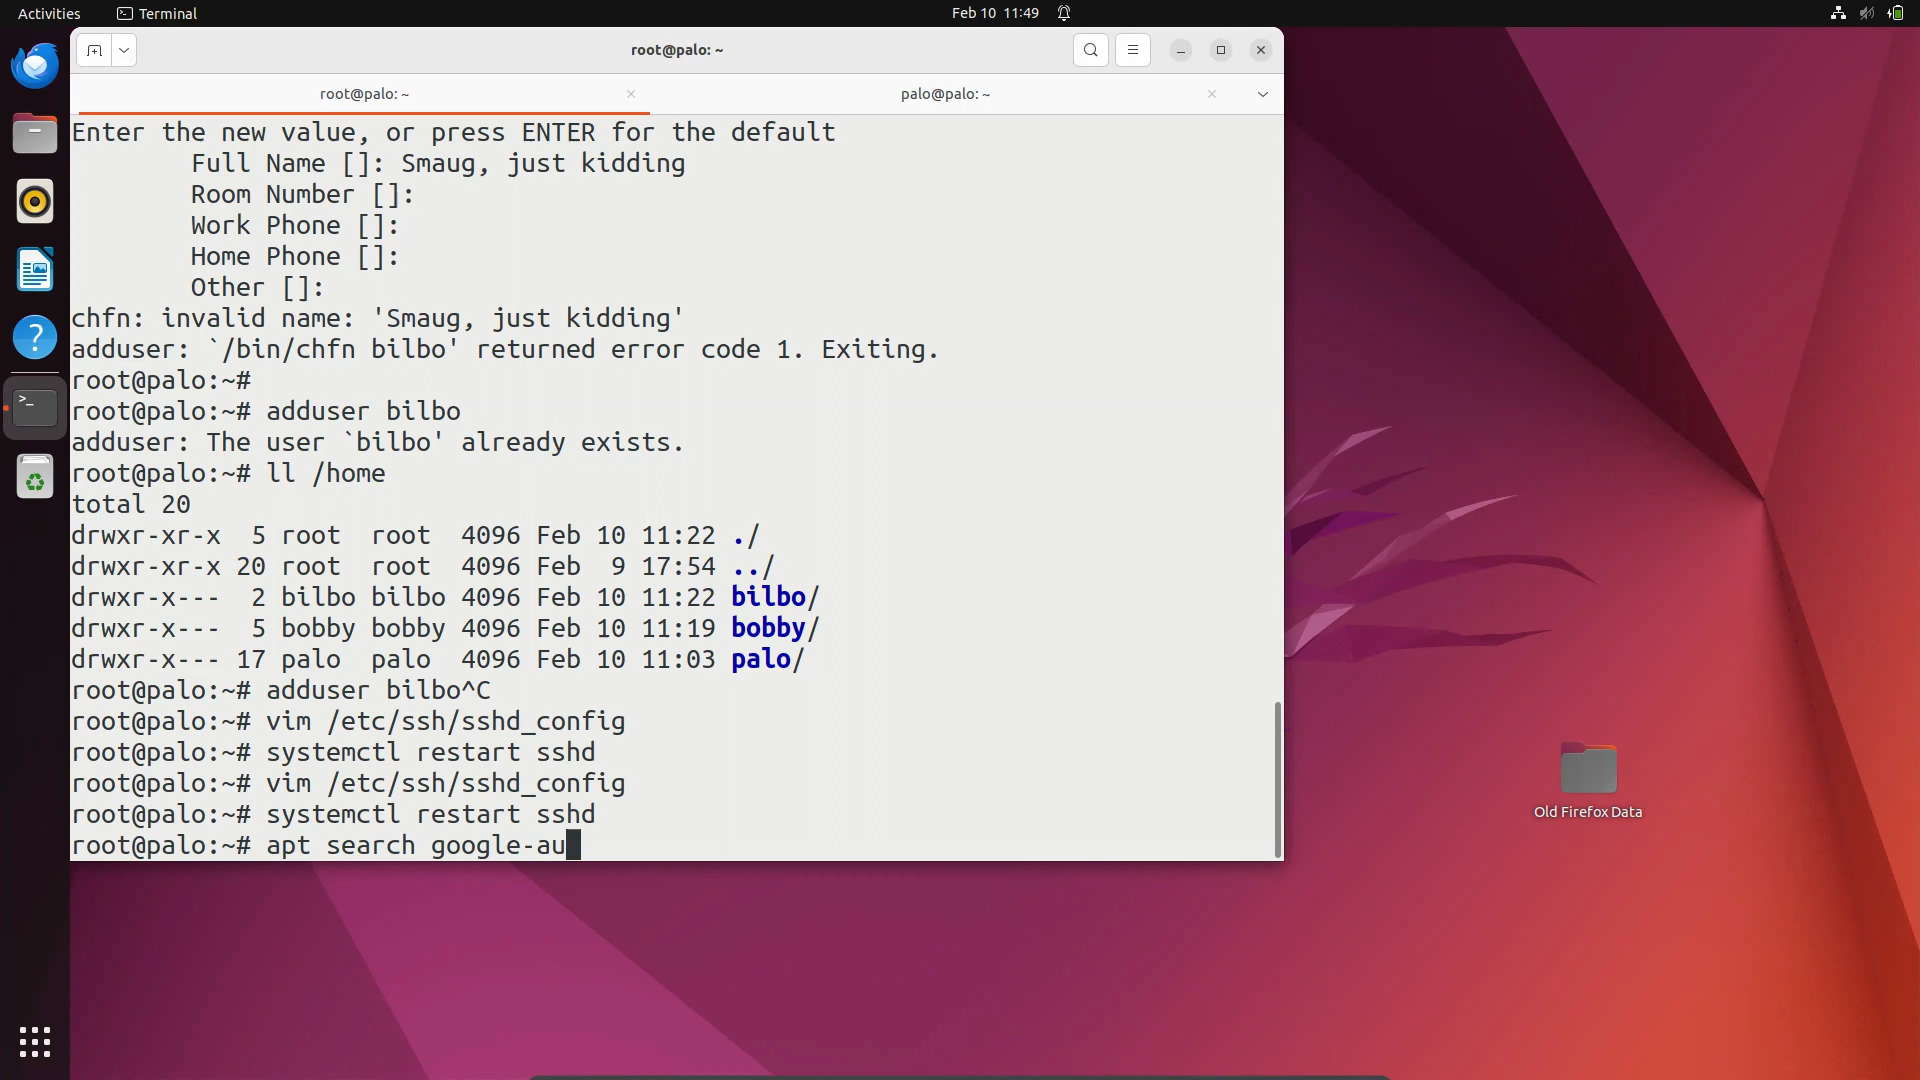 Activities
Terminal
Feb 10 11:49
root@palo: ~
root@palo: ~
palo@palo: ~
Enter the new value, or press ENTER for the default
        Full Name []: Smaug, just kidding
        Room Number []:
        Work Phone []:
        Home Phone []:
        Other []:
chfn: invalid name: 'Smaug, just kidding'
adduser: `/bin/chfn bilbo' returned error code 1. Exiting.
root@palo:~#
root@palo:~# adduser bilbo
adduser: The user `bilbo' already exists.
root@palo:~# ll /home
total 20
drwxr-xr-x  5 root  root  4096 Feb 10 11:22 ./
drwxr-xr-x 20 root  root  4096 Feb  9 17:54 ../
drwxr-x---  2 bilbo bilbo 4096 Feb 10 11:22 bilbo/
drwxr-x---  5 bobby bobby 4096 Feb 10 11:19 bobby/
drwxr-x--- 17 palo  palo  4096 Feb 10 11:03 palo/
root@palo:~# adduser bilbo^C
root@palo:~# vim /etc/ssh/sshd_config
root@palo:~# systemctl restart sshd
root@palo:~# vim /etc/ssh/sshd_config
root@palo:~# systemctl restart sshd
root@palo:~# apt search google-au
Old Firefox Data